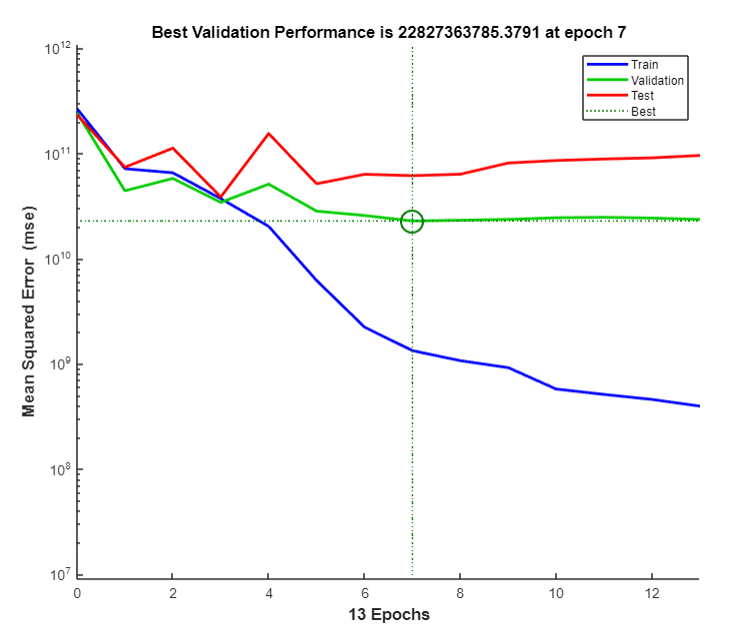 Best Validation Performance is 22827363785.3791 at epoch 7
10^12
10^11
10^10
10^9
10^8
10^7
Mean Squared Error (mse)
Train
Validation
Test
Best
0 2 4 6 8 10 12
13 Epochs